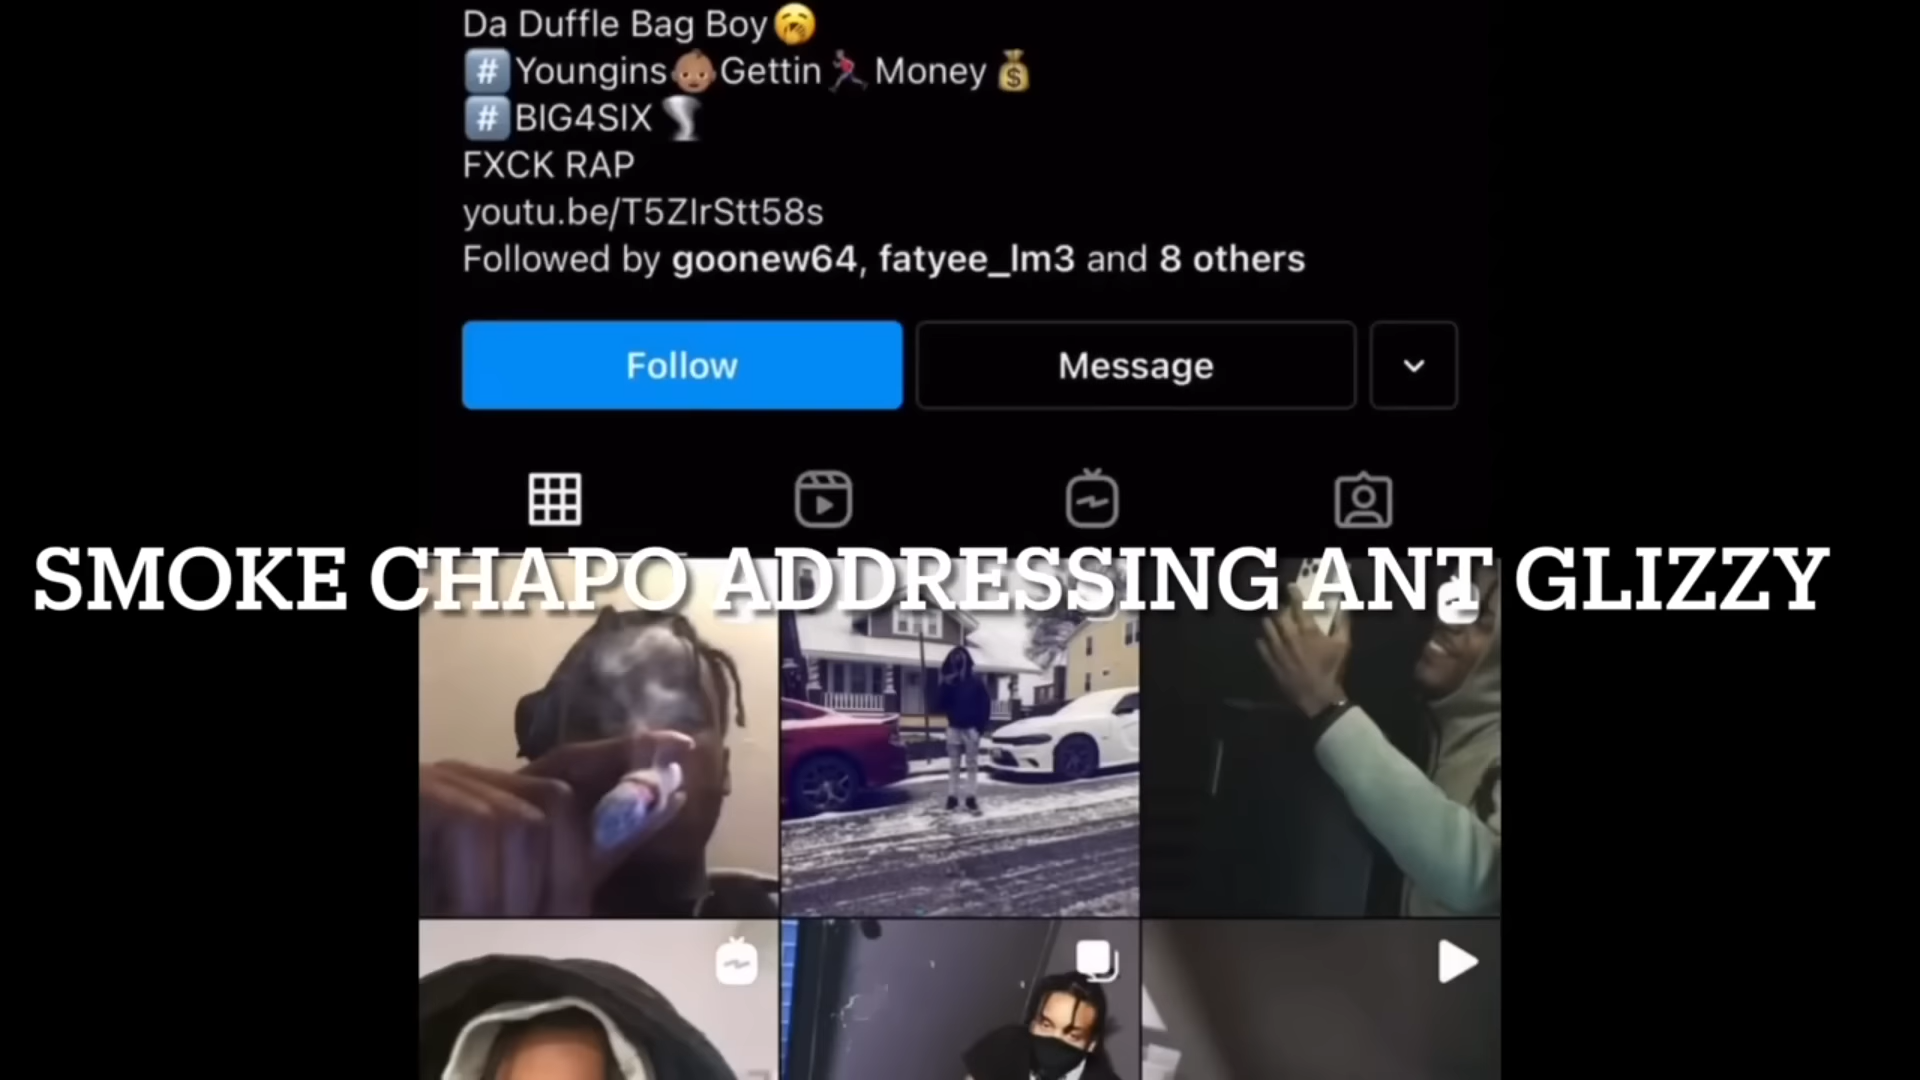 Da Duffle Bag Boy🥱
#️⃣Youngins👶🏽Gettin🏃🏽‍♀️Money💰
#️⃣BIG4SIX🌪️
FXCK RAP
youtu.be/T5ZIrStt58s
Followed by goonew64, fatyee_lm3 and 8 others
Follow
Message
SMOKE CHAPO ADDRESSING ANT GLIZZY